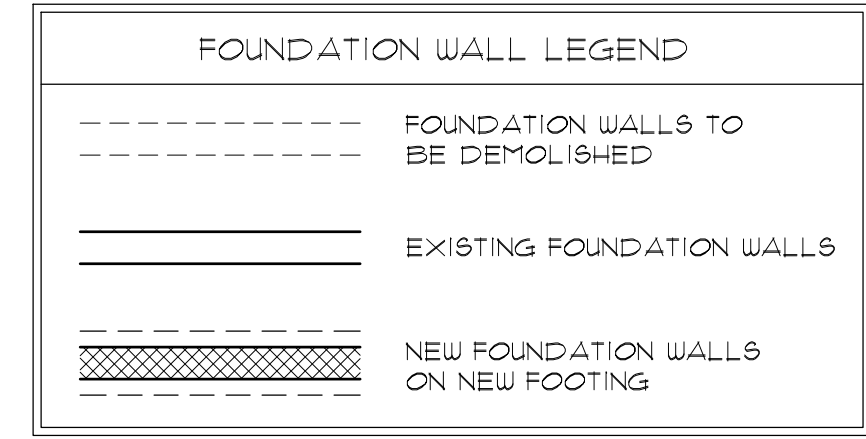 FOUNDATION WALL LEGEND
FOUNDATION WALLS TO
BE DEMOLISHED
EXISTING FOUNDATION WALLS
NEW FOUNDATION WALLS
ON NEW FOOTING